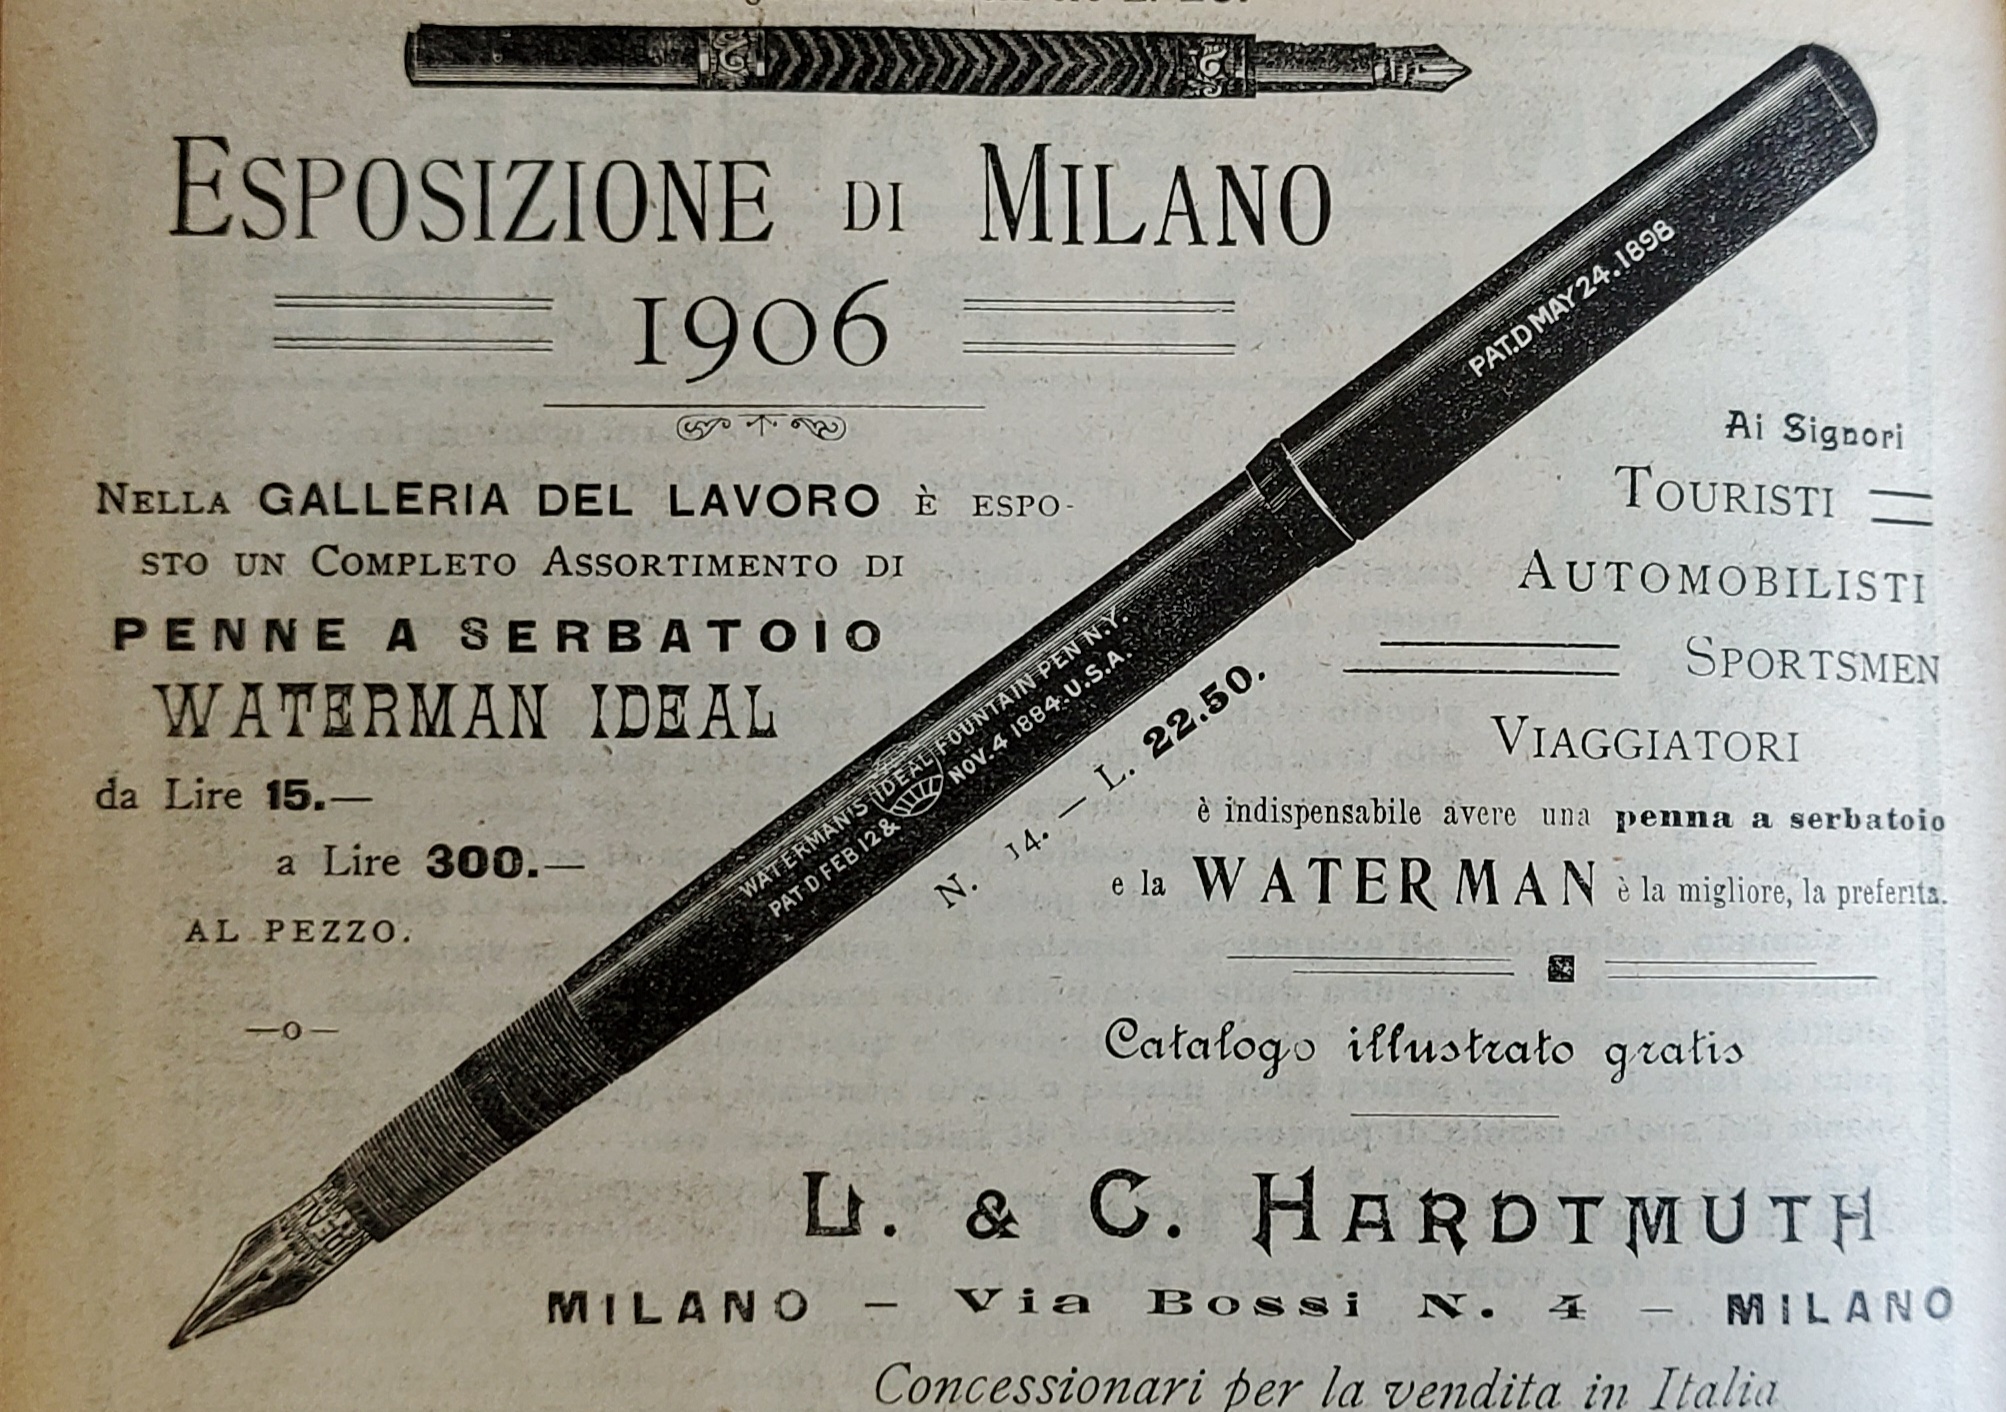 ESPOSIZIONE DI MILANO
1906
NELLA GALLERIA DEL LAVORO È ESPO-
STO UN COMPLETO ASSORTIMENTO DI
PENNE A SERBATOIO
WATERMAN IDEAL
da Lire 15.—
a Lire 300.—
AL PEZZO.
—o—
PAT.D MAY 24.1898
WATERMAN'S IDEAL FOUNTAIN PEN N.Y.
PAT-D FEB 12 & NOV. 4 1884. U.S.A.
N. 14. — L. 22.50.
Ai Signori
TOURISTI
AUTOMOBILISTI
SPORTSMEN
VIAGGIATORI
è indispensabile avere una penna a serbatoio
e la WATERMAN è la migliore, la preferita.
Catalogo illustrato gratis
L. & C. HARDTMUTH
MILANO – Via Bossi N. 4 – MILANO
Concessionari per la vendita in Italia